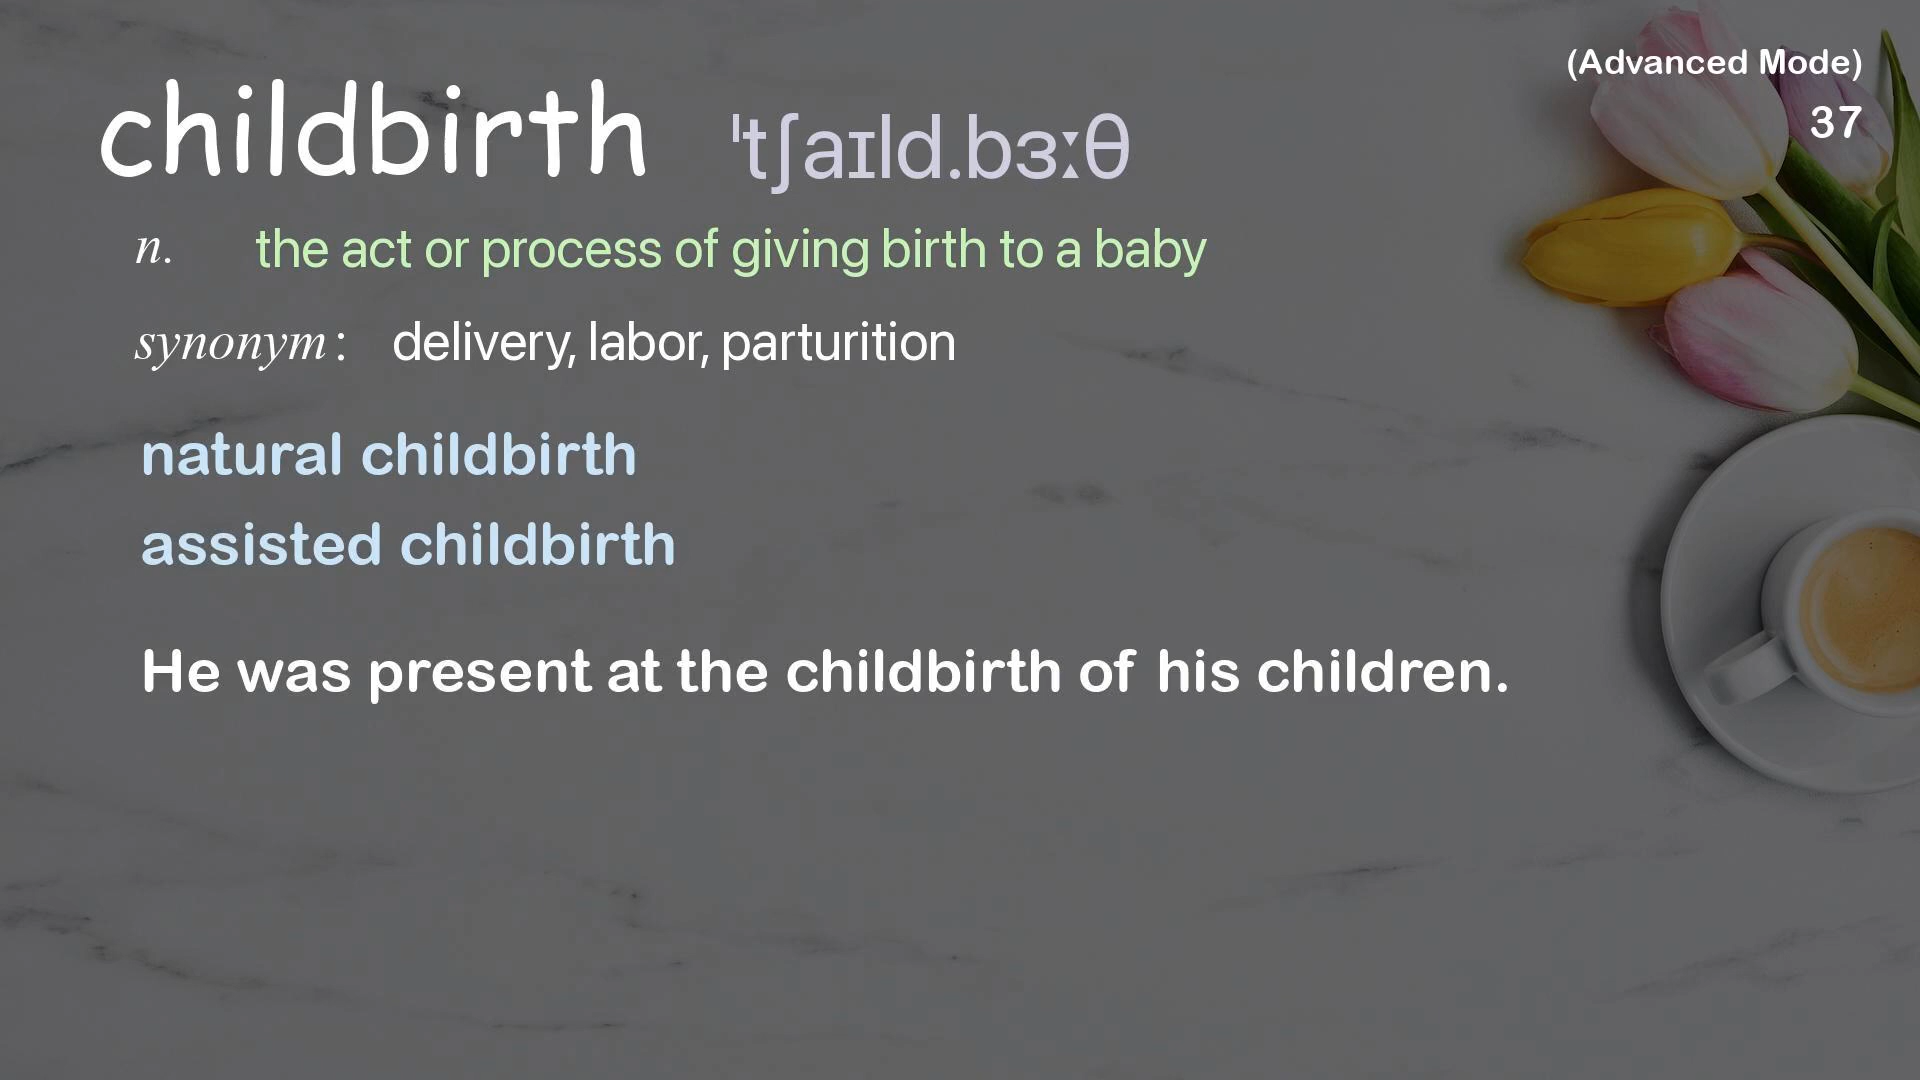 (Advanced Mode)
37
childbirth ˈtʃaɪld.bɜːθ
n. the act or process of giving birth to a baby
synonym: delivery, labor, parturition
natural childbirth
assisted childbirth
He was present at the childbirth of his children.